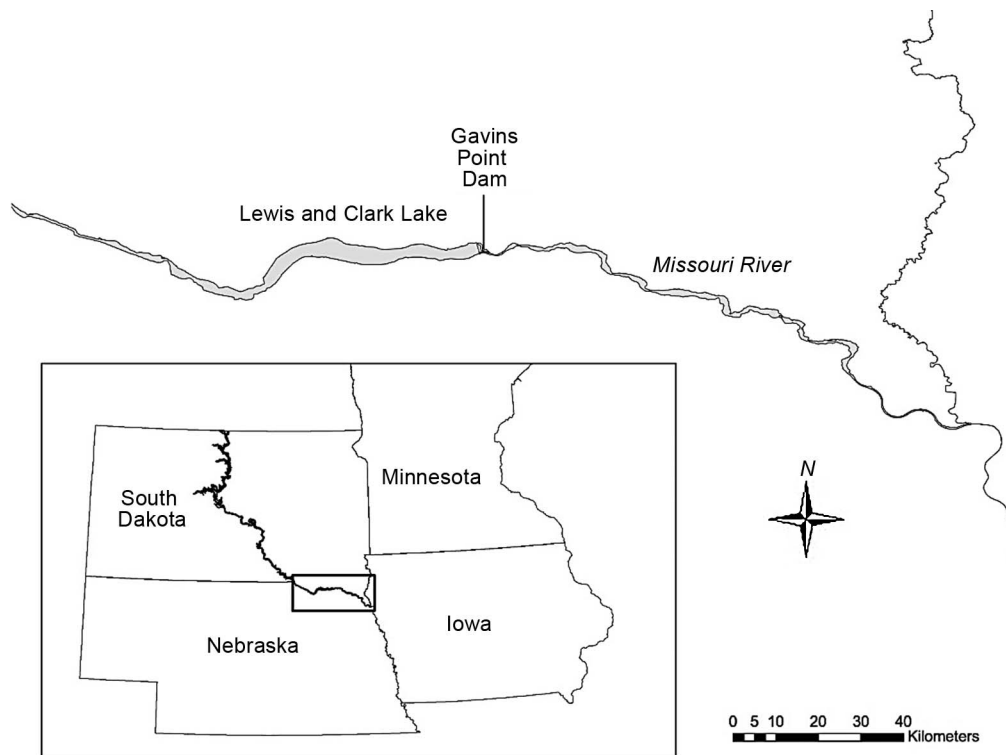 Gavins
Point
Dam
Lewis and Clark Lake
Missouri River
Minnesota
South
Dakota
N
Iowa
Nebraska
0 5 10 20 30 40
Kilometers